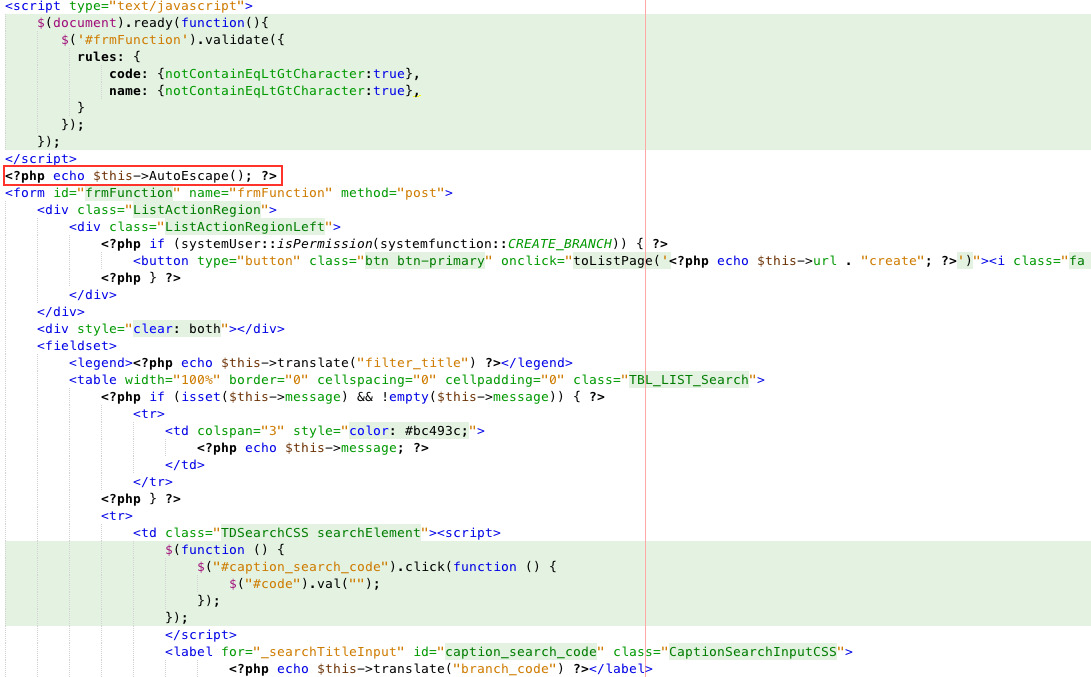 <script type="text/javascript">
$(document).ready(function(){
$('#frmFunction').validate({
rules: {
code: {notContainEqLtGtCharacter:true},
name: {notContainEqLtGtCharacter:true},
}
});
});
</script>
<?php echo $this->AutoEscape(); ?>
<form id="frmFunction" name="frmFunction" method="post">
<div class="ListActionRegion">
<div class="ListActionRegionLeft">
<?php if (systemUser::isPermission(systemfunction::CREATE_BRANCH)) { ?>
<button type="button" class="btn btn-primary" onclick="toListPage('<?php echo $this->url . "create"; ?>')"><i class="fa
<?php } ?>
</div>
</div>
<div style="clear: both"></div>
<fieldset>
<legend><?php echo $this->translate("filter_title") ?></legend>
<table width="100%" border="0" cellspacing="0" cellpadding="0" class="TBL_LIST_Search">
<?php if (isset($this->message) && !empty($this->message)) { ?>
<tr>
<td colspan="3" style="color: #bc493c;">
<?php echo $this->message; ?>
</td>
</tr>
<?php } ?>
<tr>
<td class="TDSearchCSS searchElement"><script>
$(function () {
$("#caption_search_code").click(function () {
$("#code").val("");
});
});
</script>
<label for="_searchTitleInput" id="caption_search_code" class="CaptionSearchInputCSS">
<?php echo $this->translate("branch_code") ?></label>